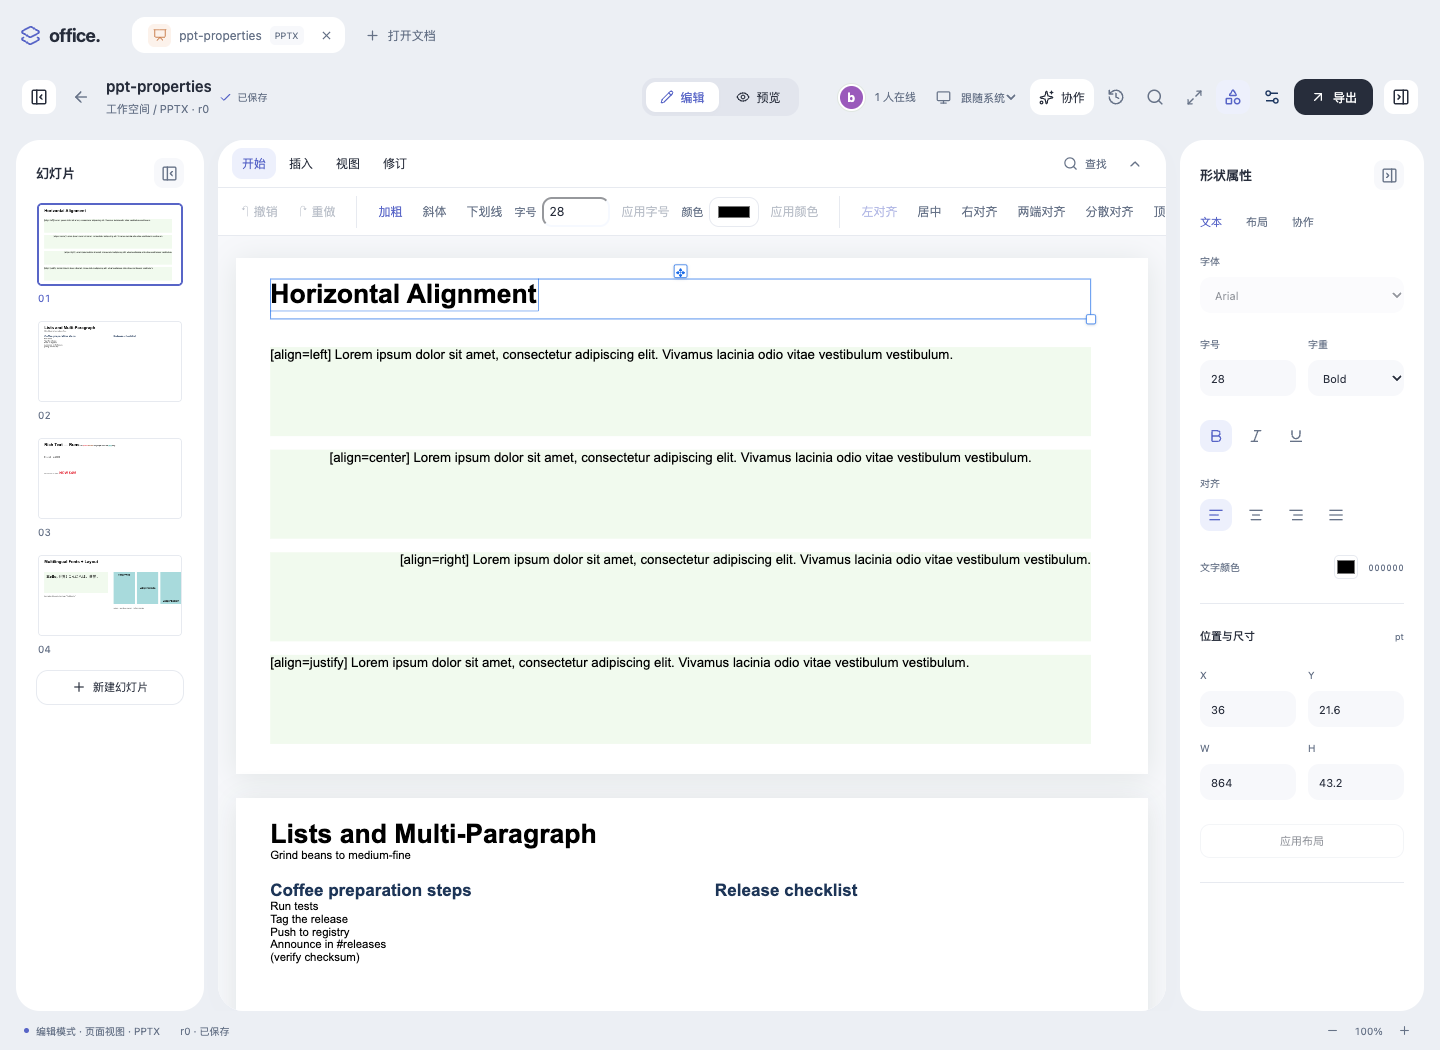 office.
ppt-properties PPTX
打开文档
ppt-properties
已保存
工作空间 / PPTX · r0
编辑
预览
b
1 人在线
跟随系统
协作
导出
幻灯片
Horizontal Alignment
01
Lists and Multi-Paragraph
02
Rich Text
03
Multilingual Fonts + Layout
04
新建幻灯片
开始 插入 视图 修订
查找
撤销 重做 加粗 斜体 下划线 字号 28 应用字号 颜色 应用颜色 左对齐 居中 右对齐 两端对齐 分散对齐 顶
Horizontal Alignment
[align=left] Lorem ipsum dolor sit amet, consectetur adipiscing elit. Vivamus lacinia odio vitae vestibulum vestibulum.
[align=center] Lorem ipsum dolor sit amet, consectetur adipiscing elit. Vivamus lacinia odio vitae vestibulum vestibulum.
[align=right] Lorem ipsum dolor sit amet, consectetur adipiscing elit. Vivamus lacinia odio vitae vestibulum vestibulum.
[align=justify] Lorem ipsum dolor sit amet, consectetur adipiscing elit. Vivamus lacinia odio vitae vestibulum vestibulum.
Lists and Multi-Paragraph
Grind beans to medium-fine
Coffee preparation steps
Release checklist
Run tests
Tag the release
Push to registry
Announce in #releases
(verify checksum)
形状属性
文本 布局 协作
字体
Arial
字号 字重
28 Bold
B I U
对齐
文字颜色 000000
位置与尺寸 pt
X Y
36 21.6
W H
864 43.2
应用布局
编辑模式 · 页面视图 · PPTX r0 · 已保存
100%